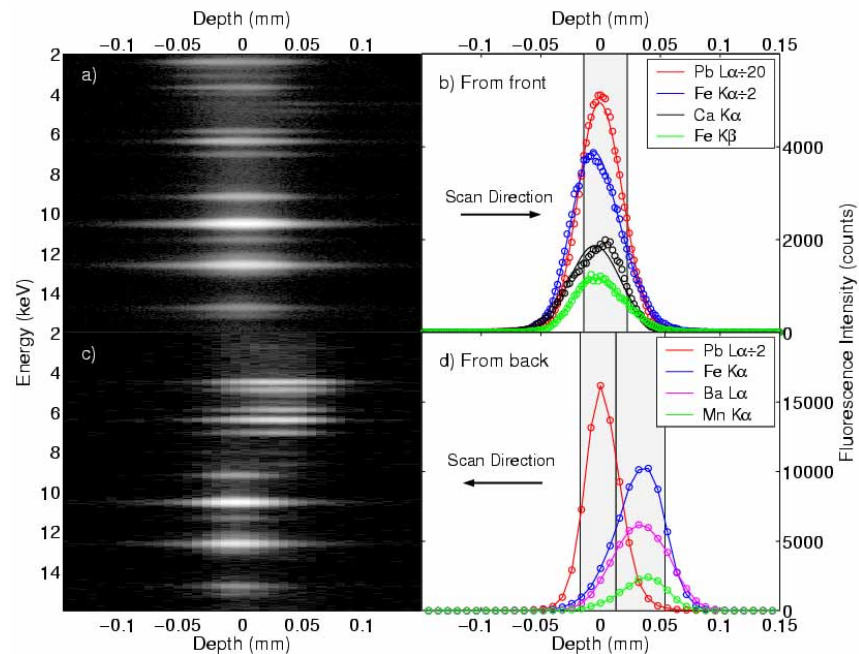 Depth (mm)
Depth (mm)
−0.1 −0.05 0 0.05 0.1
−0.1 −0.05 0 0.05 0.1 0.15
2
4
6
8
10
12
14
a)
b) From front
Pb Lα÷20
Fe Kα÷2
Ca Kα
Fe Kβ
Scan Direction
4000
2000
0
2
4
6
8
10
12
14
c)
d) From back
Pb Lα÷2
Fe Kα
Ba Lα
Mn Kα
Scan Direction
15000
10000
5000
0
Energy (keV)
Fluorescence Intensity (counts)
−0.1 −0.05 0 0.05 0.1
−0.1 −0.05 0 0.05 0.1 0.15
Depth (mm)
Depth (mm)